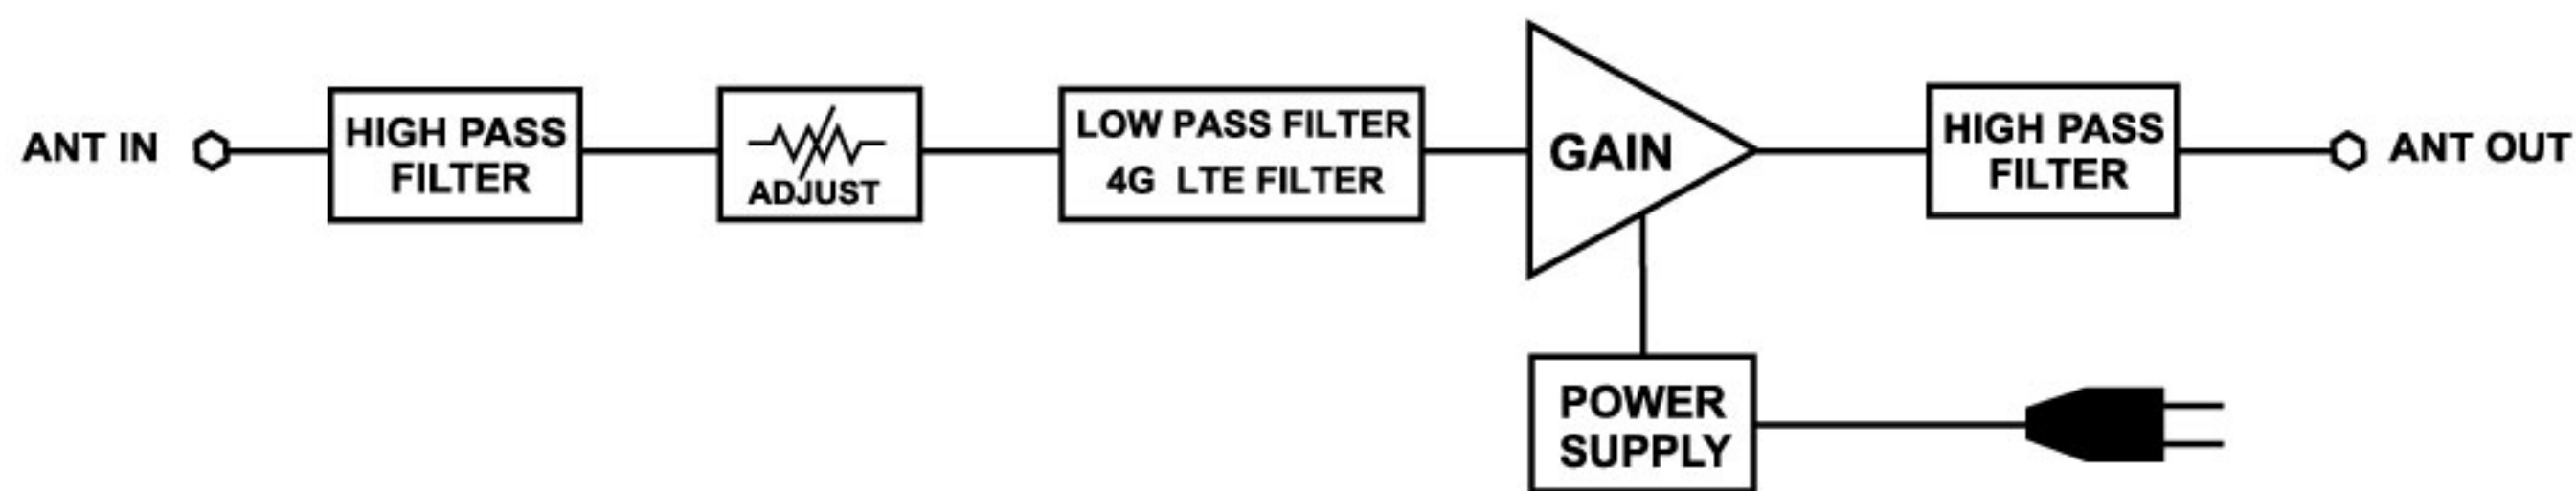 ANT IN
HIGH PASS
FILTER
ADJUST
LOW PASS FILTER
4G LTE FILTER
GAIN
HIGH PASS
FILTER
ANT OUT
POWER
SUPPLY